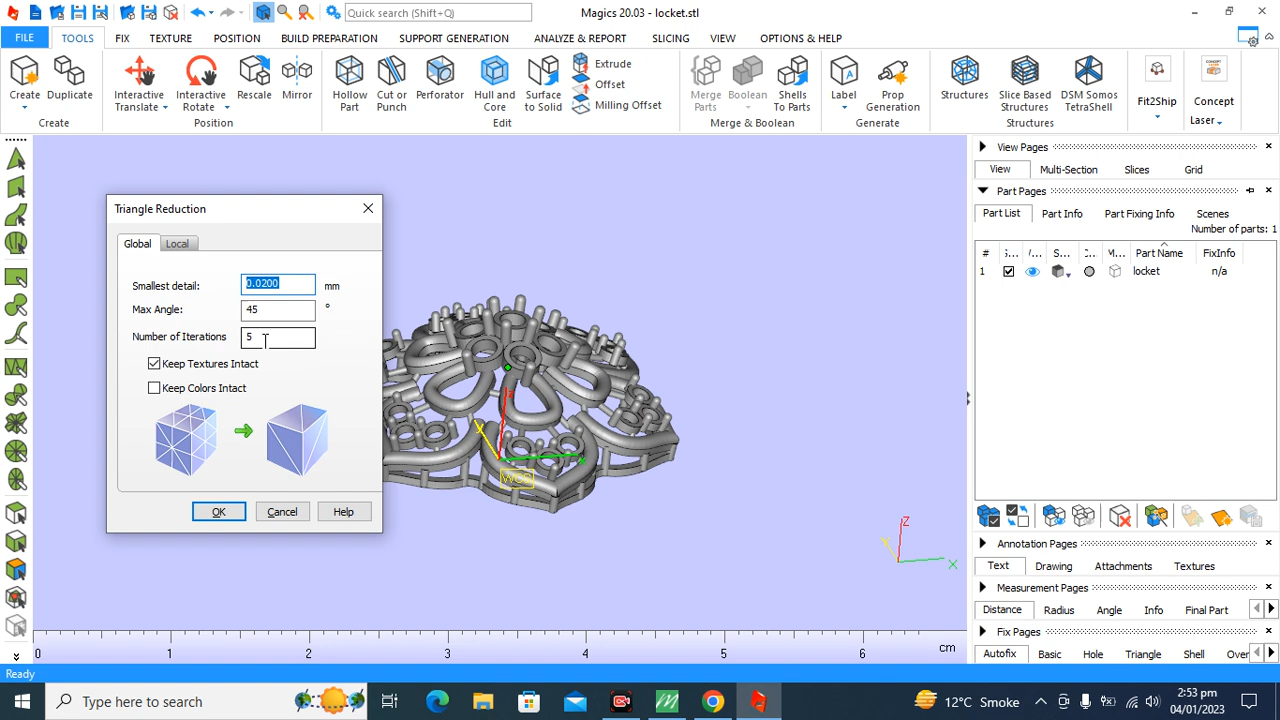 Quick search (Shift+Q)
Magics 20.03 - locket.stl
FILE TOOLS FIX TEXTURE POSITION BUILD PREPARATION SUPPORT GENERATION ANALYZE & REPORT SLICING VIEW OPTIONS & HELP
Create Duplicate
Interactive Translate Interactive Rotate Rescale Mirror
Hollow Part Cut or Punch Perforator Hull and Core Surface to Solid
Extrude
Offset
Milling Offset
Merge Parts Boolean Shells To Parts
Label Prop Generation
Structures Slice Based Structures DSM Somos TetraShell
Fit2Ship
Concept Laser
CONCEPT
Create Position Edit Merge & Boolean Generate Structures
Triangle Reduction
Global Local
Smallest detail: 0.0200 mm
Max Angle: 45 °
Number of Iterations 5
Keep Textures Intact
Keep Colors Intact
OK Cancel Help
WCS
Z
Y
X
0 1 2 3 4 5 6 cm
View Pages
View Multi-Section Slices Grid
Part Pages
Part List Part Info Part Fixing Info Scenes
Number of parts: 1
# ... /... S... ... M... Part Name FixInfo
1 locket n/a
Annotation Pages
Text Drawing Attachments Textures
Measurement Pages
Distance Radius Angle Info Final Part
Fix Pages
Autofix Basic Hole Triangle Shell Over
Ready
Type here to search
12°C Smoke
2:53 pm
04/01/2023